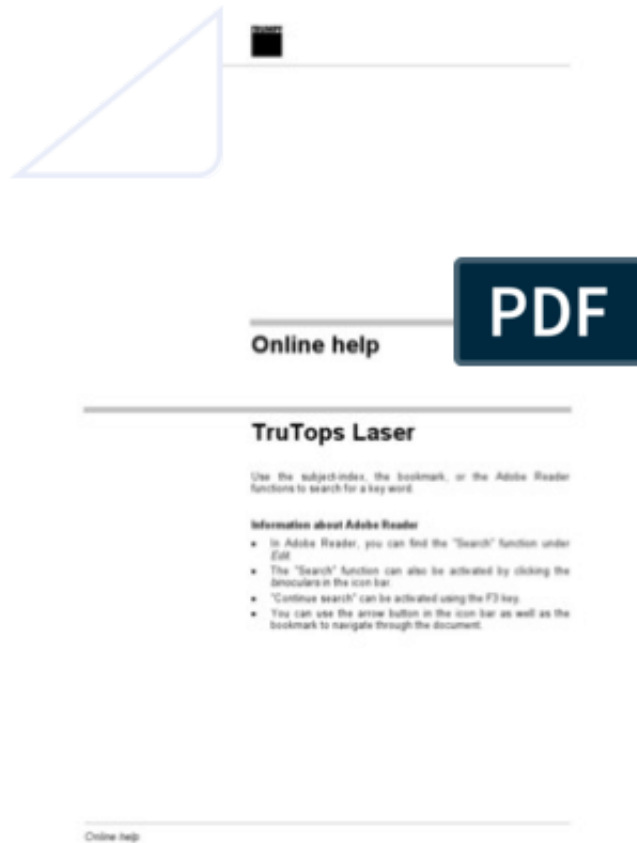 TRUMPF
PDF
Online help
TruTops Laser
Use the subject-index, the bookmark, or the Adobe Reader
functions to search for a key word.
Information about Adobe Reader
• In Adobe Reader, you can find the "Search" function under
Edit.
• The "Search" function can also be activated by clicking the
binoculars in the icon bar.
• "Continue search" can be activated using the F3 key.
• You can use the arrow button in the icon bar as well as the
bookmark to navigate through the document.
Online help